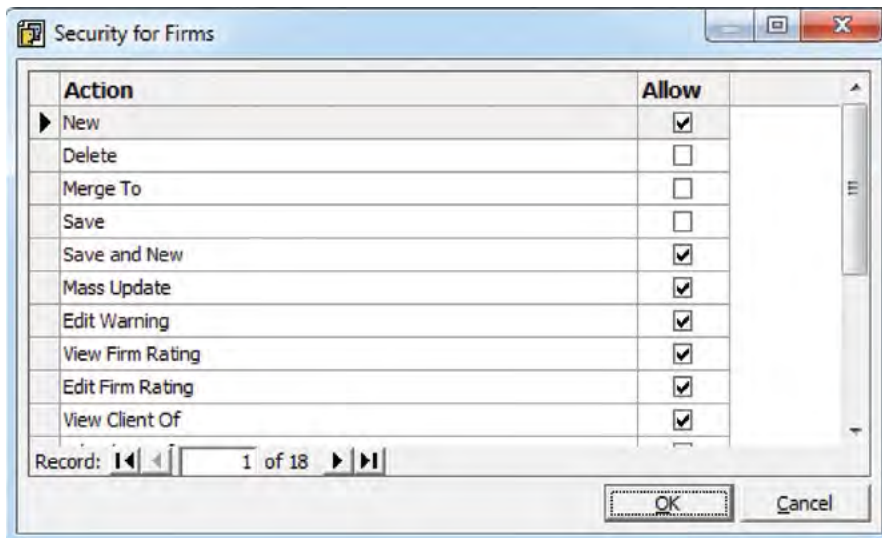 Security for Firms
Action Allow
New
Delete
Merge To
Save
Save and New
Mass Update
Edit Warning
View Firm Rating
Edit Firm Rating
View Client Of
Record: 1 of 18
OK Cancel